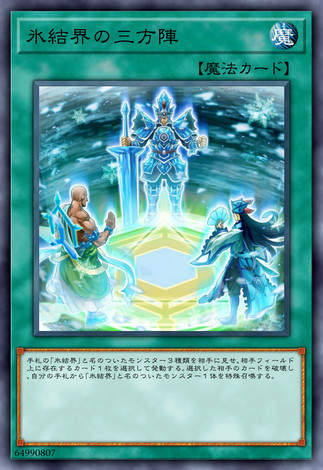 氷結界の三方陣
魔
【魔法カード】
手札の「氷結界」と名のついたモンスター３種類を相手に見せ、相手フィールド
上に存在するカード１枚を選択して発動する。選択した相手のカードを破壊し、
自分の手札から「氷結界」と名のついたモンスター１体を特殊召喚する。
64990807